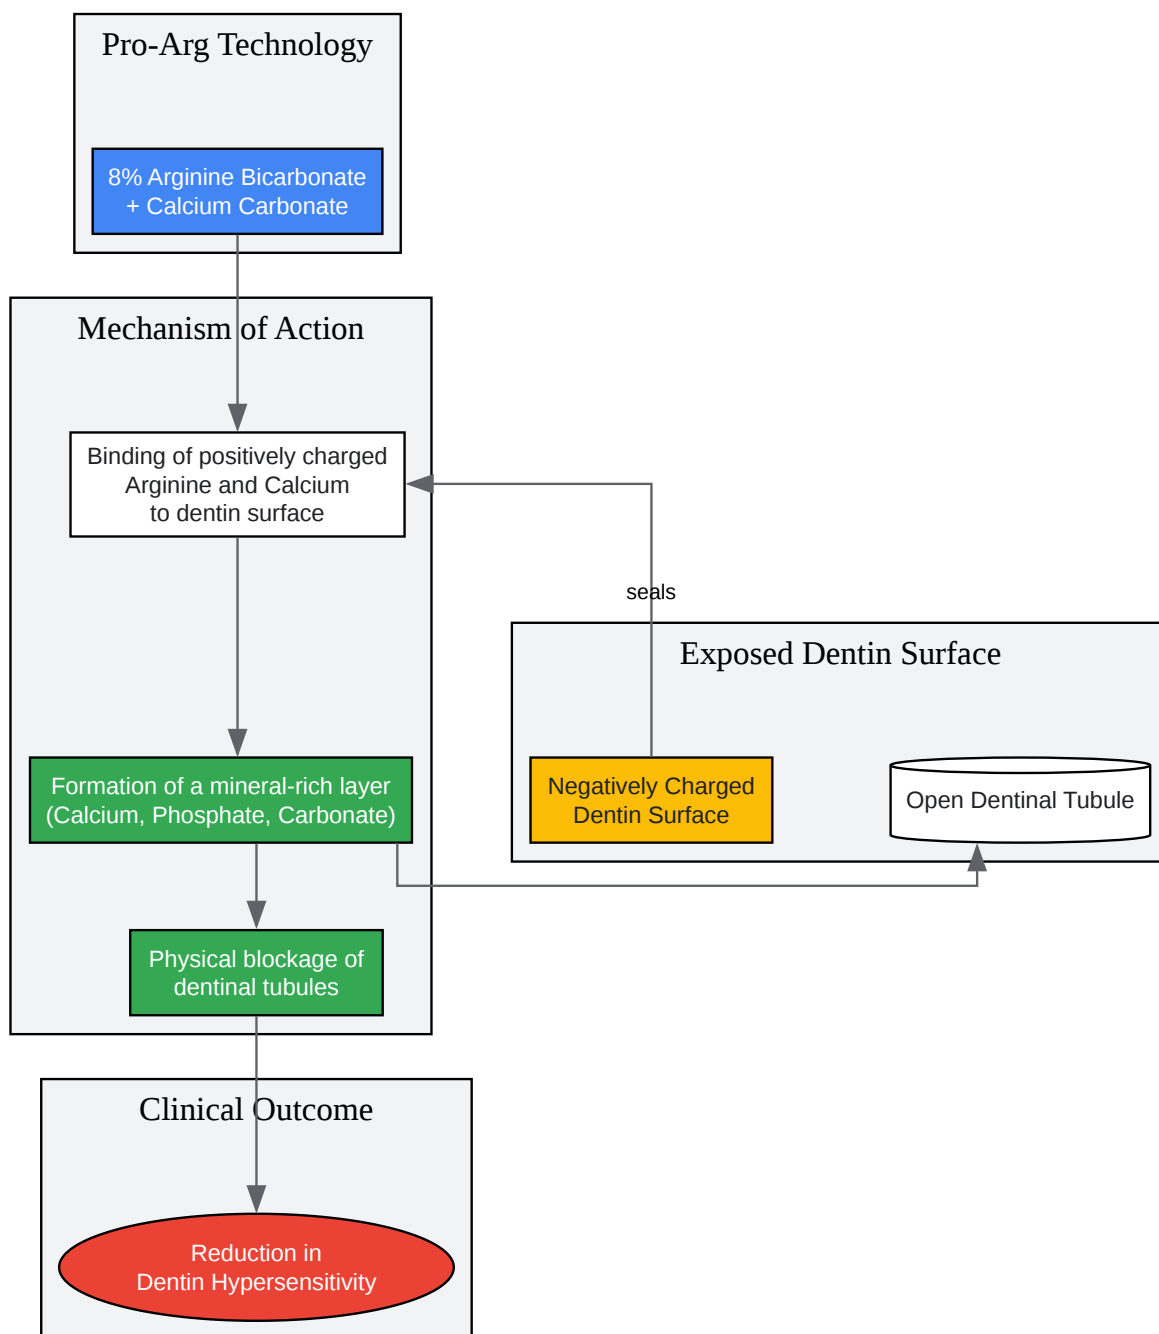 Pro-Arg Technology
8% Arginine Bicarbonate
+ Calcium Carbonate
Mechanism of Action
Binding of positively charged
Arginine and Calcium
to dentin surface
seals
Exposed Dentin Surface
Formation of a mineral-rich layer
(Calcium, Phosphate, Carbonate)
Negatively Charged
Dentin Surface
Open Dentinal Tubule
Physical blockage of
dentinal tubules
Clinical Outcome
Reduction in
Dentin Hypersensitivity